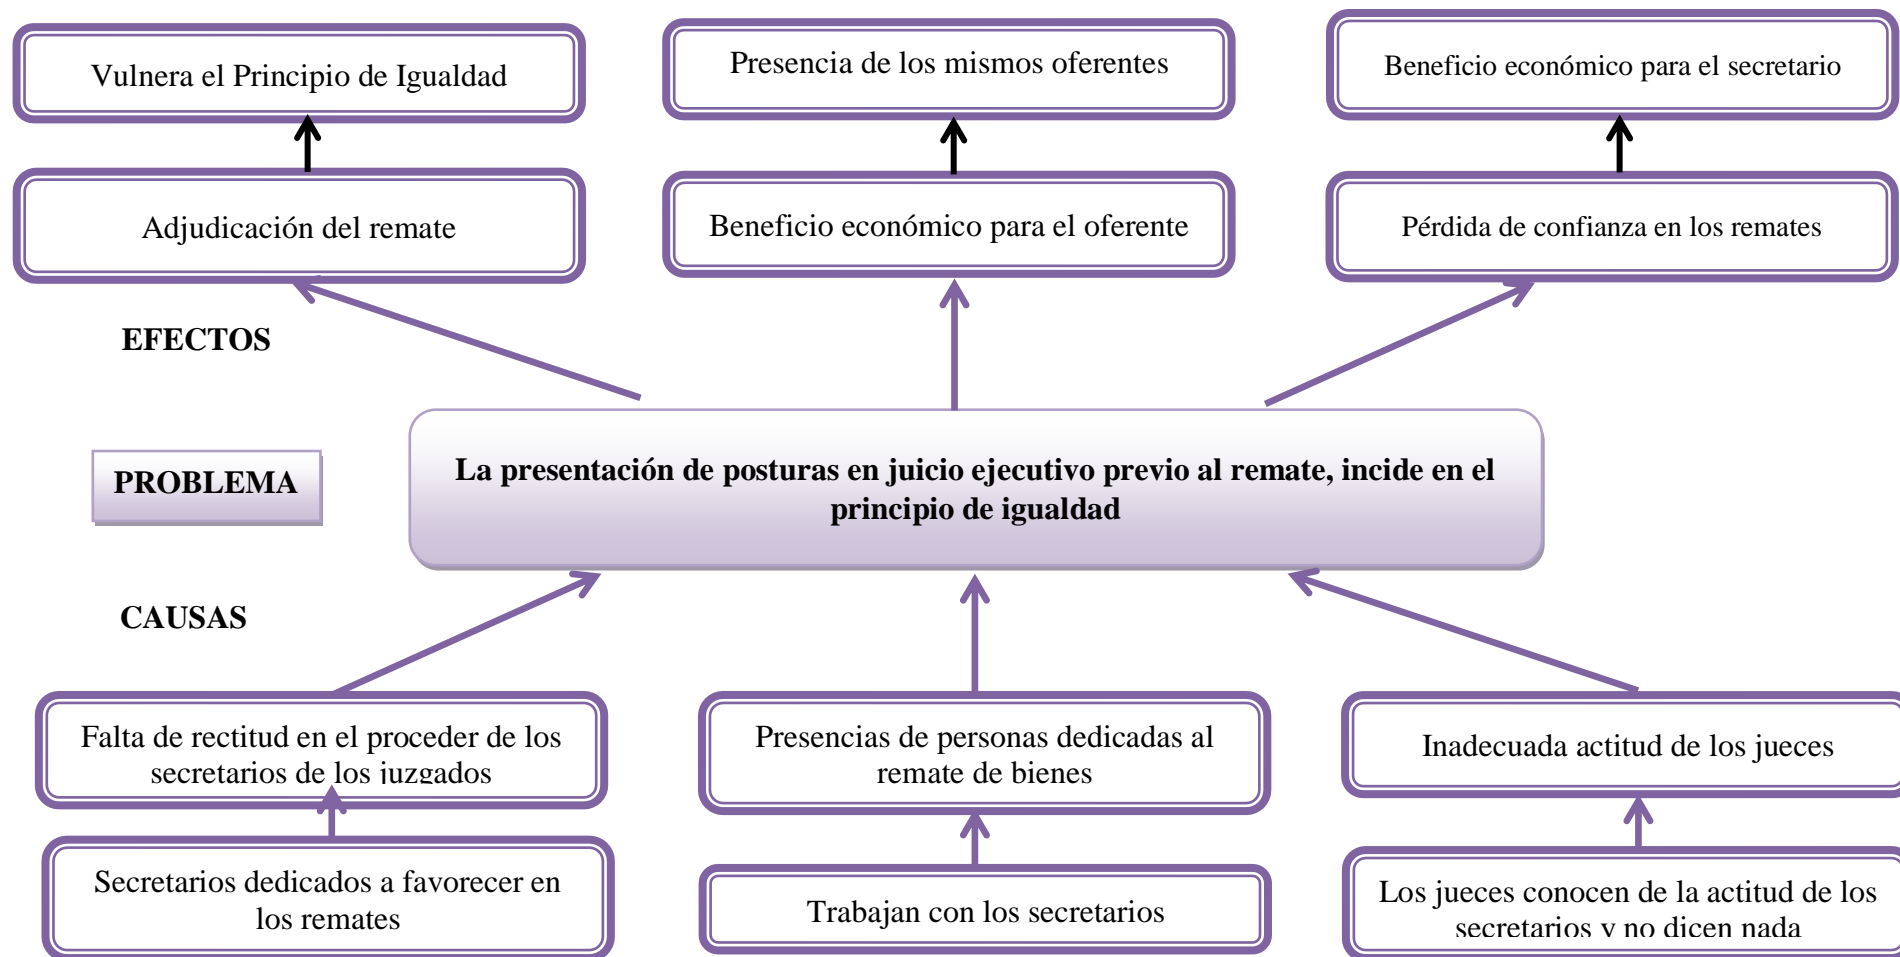 Vulnera el Principio de Igualdad
Presencia de los mismos oferentes
Beneficio económico para el secretario
Adjudicación del remate
Beneficio económico para el oferente
Pérdida de confianza en los remates
EFECTOS
PROBLEMA
La presentación de posturas en juicio ejecutivo previo al remate, incide en el
principio de igualdad
CAUSAS
Falta de rectitud en el proceder de los
secretarios de los juzgados
Presencias de personas dedicadas al
remate de bienes
Inadecuada actitud de los jueces
Secretarios dedicados a favorecer en
los remates
Trabajan con los secretarios
Los jueces conocen de la actitud de los
secretarios y no dicen nada